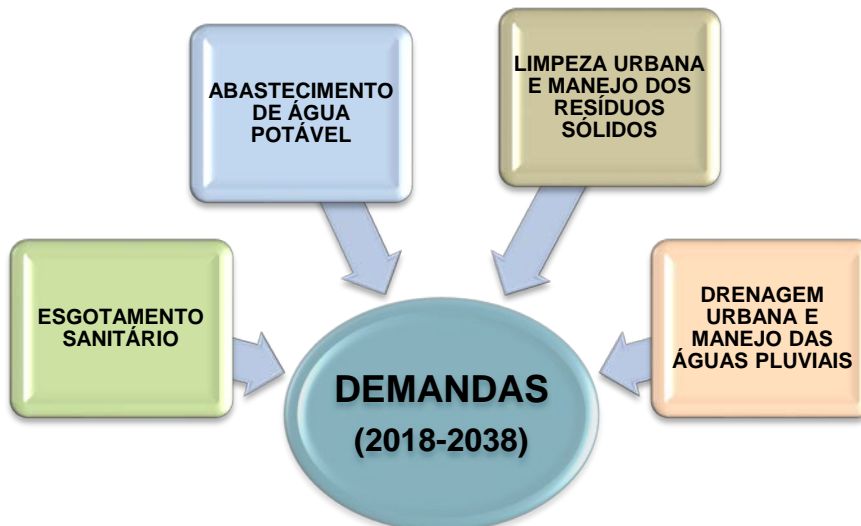 ABASTECIMENTO
DE ÁGUA
POTÁVEL
LIMPEZA URBANA
E MANEJO DOS
RESÍDUOS
SÓLIDOS
ESGOTAMENTO
SANITÁRIO
DRENAGEM
URBANA E
MANEJO DAS
ÁGUAS PLUVIAIS
DEMANDAS
(2018-2038)